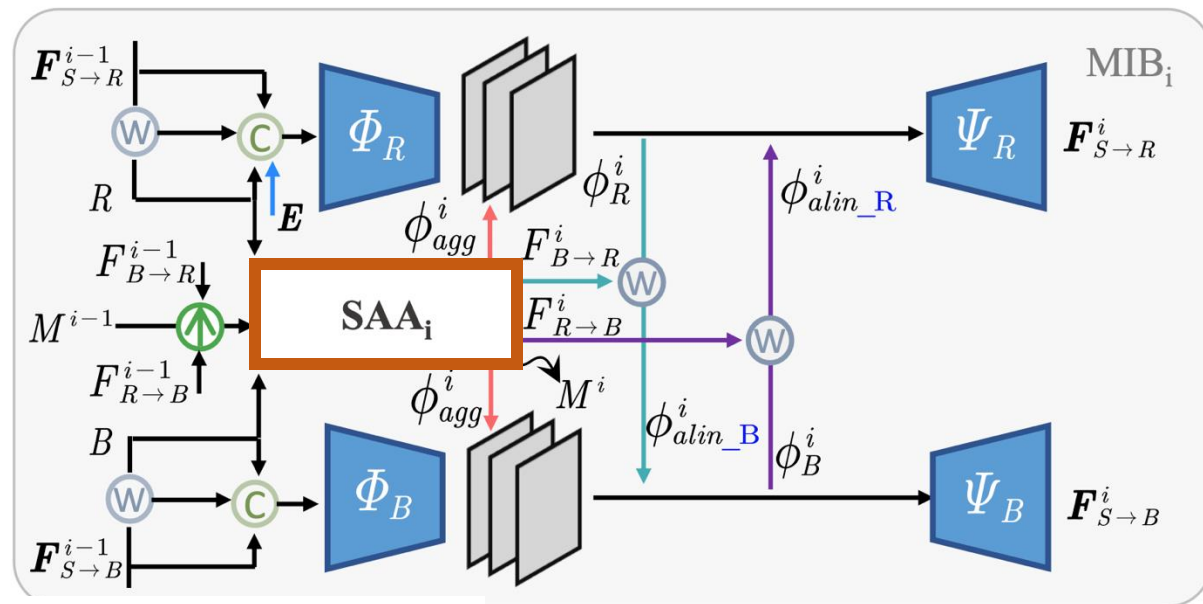 MIB_i
F^{i-1}_{S→R}
W
C
Φ_R
Ψ_R
F^i_{S→R}
R
E
ϕ^i_R
ϕ^i_{alin_R}
ϕ^i_{agg}
F^i_{B→R}
F^{i-1}_{B→R}
W
SAA_i
F^i_{R→B}
M^{i-1}
W
F^{i-1}_{R→B}
ϕ^i_{agg}
M^i
B
ϕ^i_{alin_B}
ϕ^i_B
W
C
Φ_B
Ψ_B
F^i_{S→B}
F^{i-1}_{S→B}